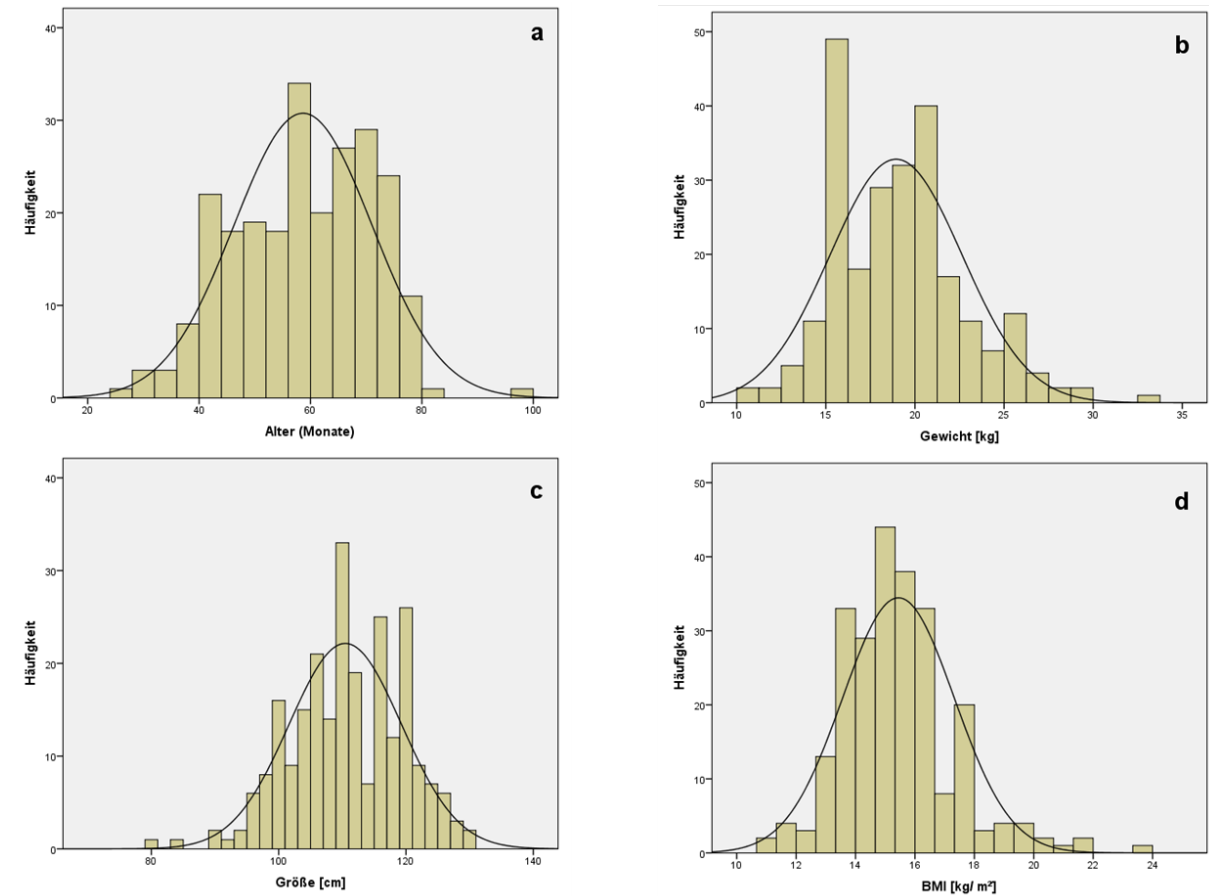 a
40
30
20
10
0
Häufigkeit
20 40 60 80 100
Alter (Monate)
b
50
40
30
20
10
0
Häufigkeit
10 15 20 25 30 35
Gewicht [kg]
c
40
30
20
10
0
Häufigkeit
80 100 120 140
Größe [cm]
d
50
40
30
20
10
0
Häufigkeit
10 12 14 16 18 20 22 24
BMI [kg/ m²]